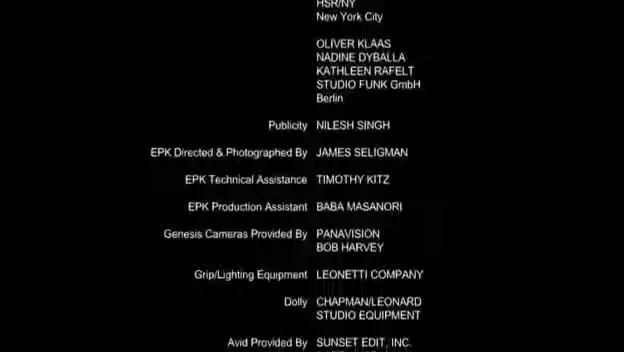 HSR/NY
New York City
OLIVER KLAAS
NADINE DYBALLA
KATHLEEN RAFELT
STUDIO FUNK GmbH
Berlin
Publicity NILESH SINGH
EPK Directed & Photographed By JAMES SELIGMAN
EPK Technical Assistance TIMOTHY KITZ
EPK Production Assistant BABA MASANORI
Genesis Cameras Provided By PANAVISION
BOB HARVEY
Grip/Lighting Equipment LEONETTI COMPANY
Dolly CHAPMAN/LEONARD
STUDIO EQUIPMENT
Avid Provided By SUNSET EDIT, INC.